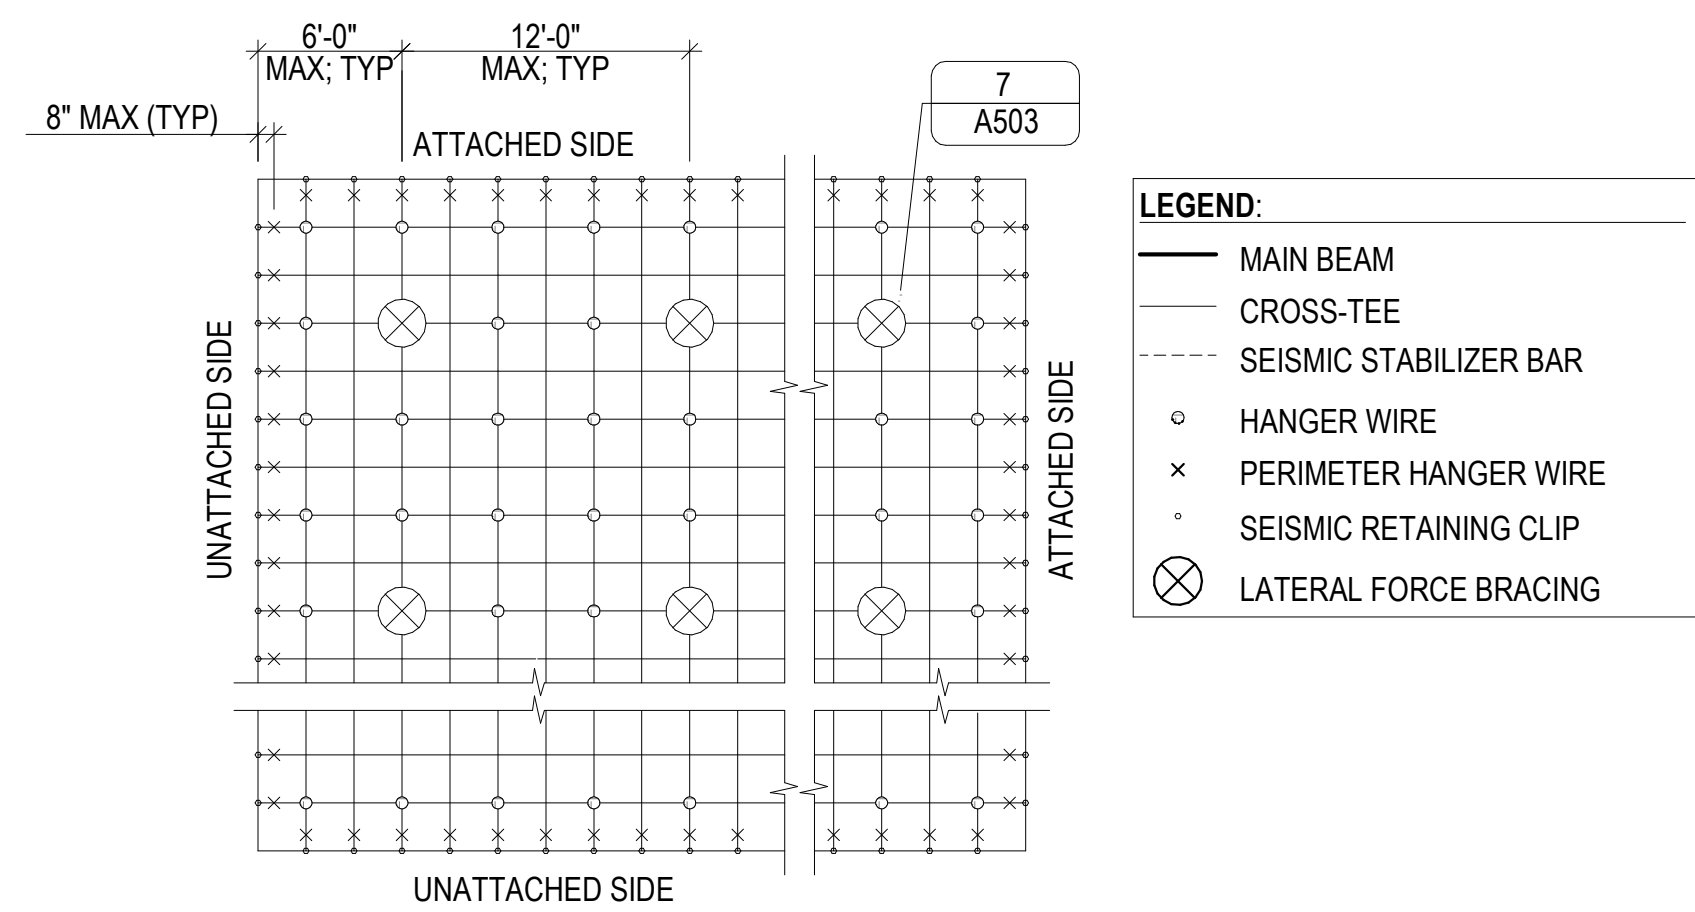 6'-0"
MAX; TYP
12'-0"
MAX; TYP
8" MAX (TYP)
ATTACHED SIDE
7
A503
UNATTACHED SIDE
ATTACHED SIDE
UNATTACHED SIDE
LEGEND:
MAIN BEAM
CROSS-TEE
SEISMIC STABILIZER BAR
HANGER WIRE
PERIMETER HANGER WIRE
SEISMIC RETAINING CLIP
LATERAL FORCE BRACING